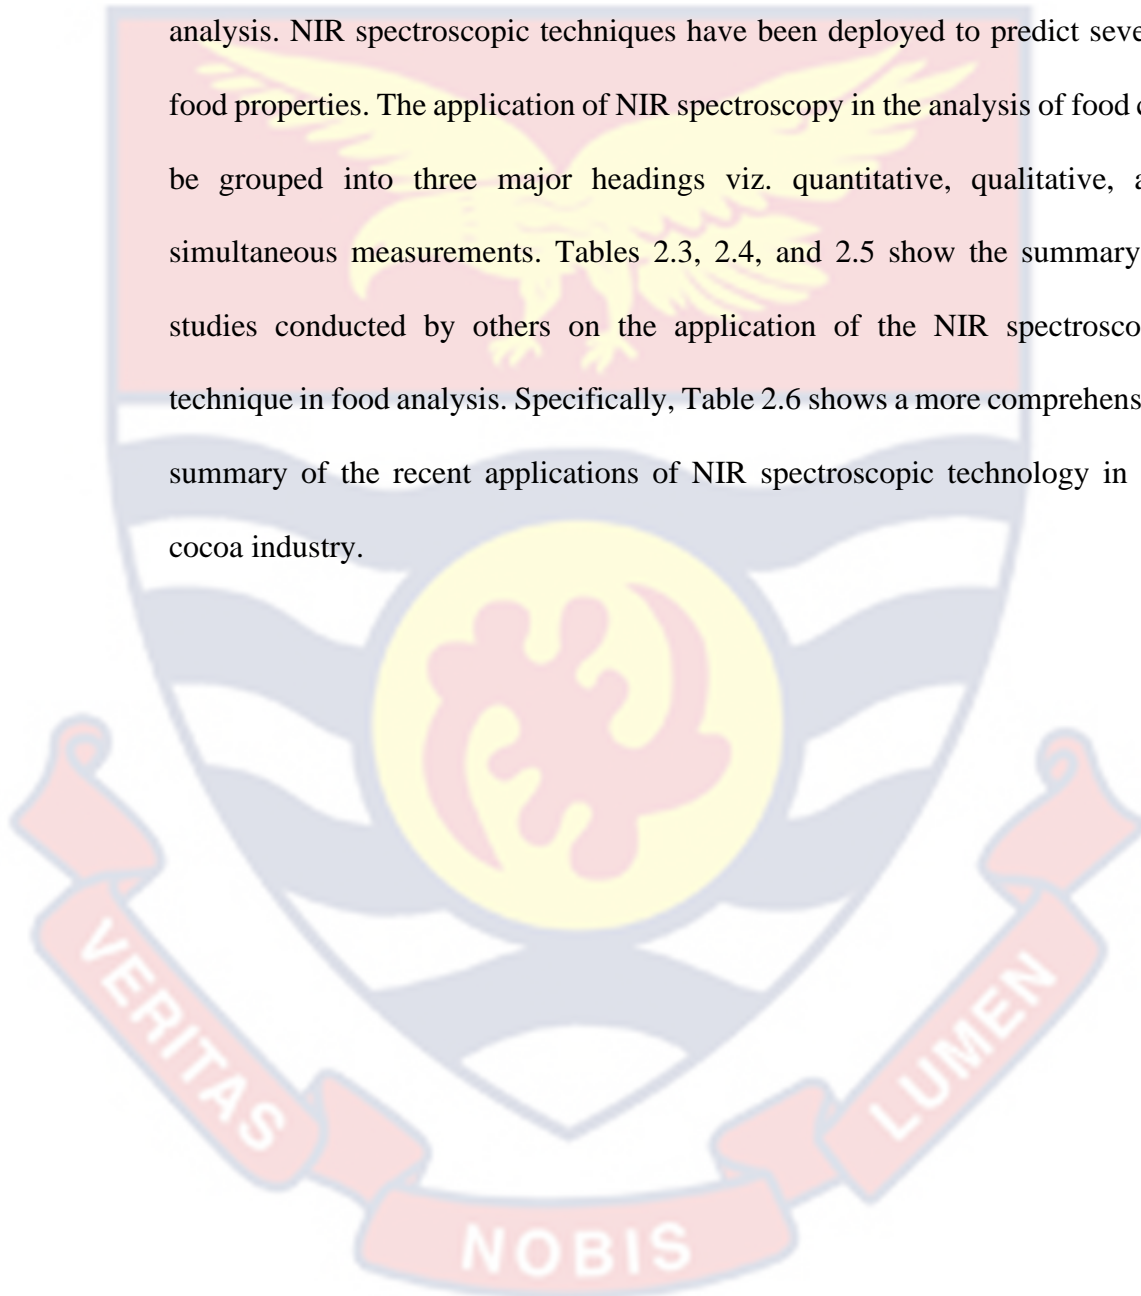 analysis. NIR spectroscopic techniques have been deployed to predict seve
food properties. The application of NIR spectroscopy in the analysis of food c
be grouped into three major headings viz. quantitative, qualitative, a
simultaneous measurements. Tables 2.3, 2.4, and 2.5 show the summary
studies conducted by others on the application of the NIR spectrosco
technique in food analysis. Specifically, Table 2.6 shows a more comprehens
summary of the recent applications of NIR spectroscopic technology in
cocoa industry.
VERITAS
NOBIS
LUMEN